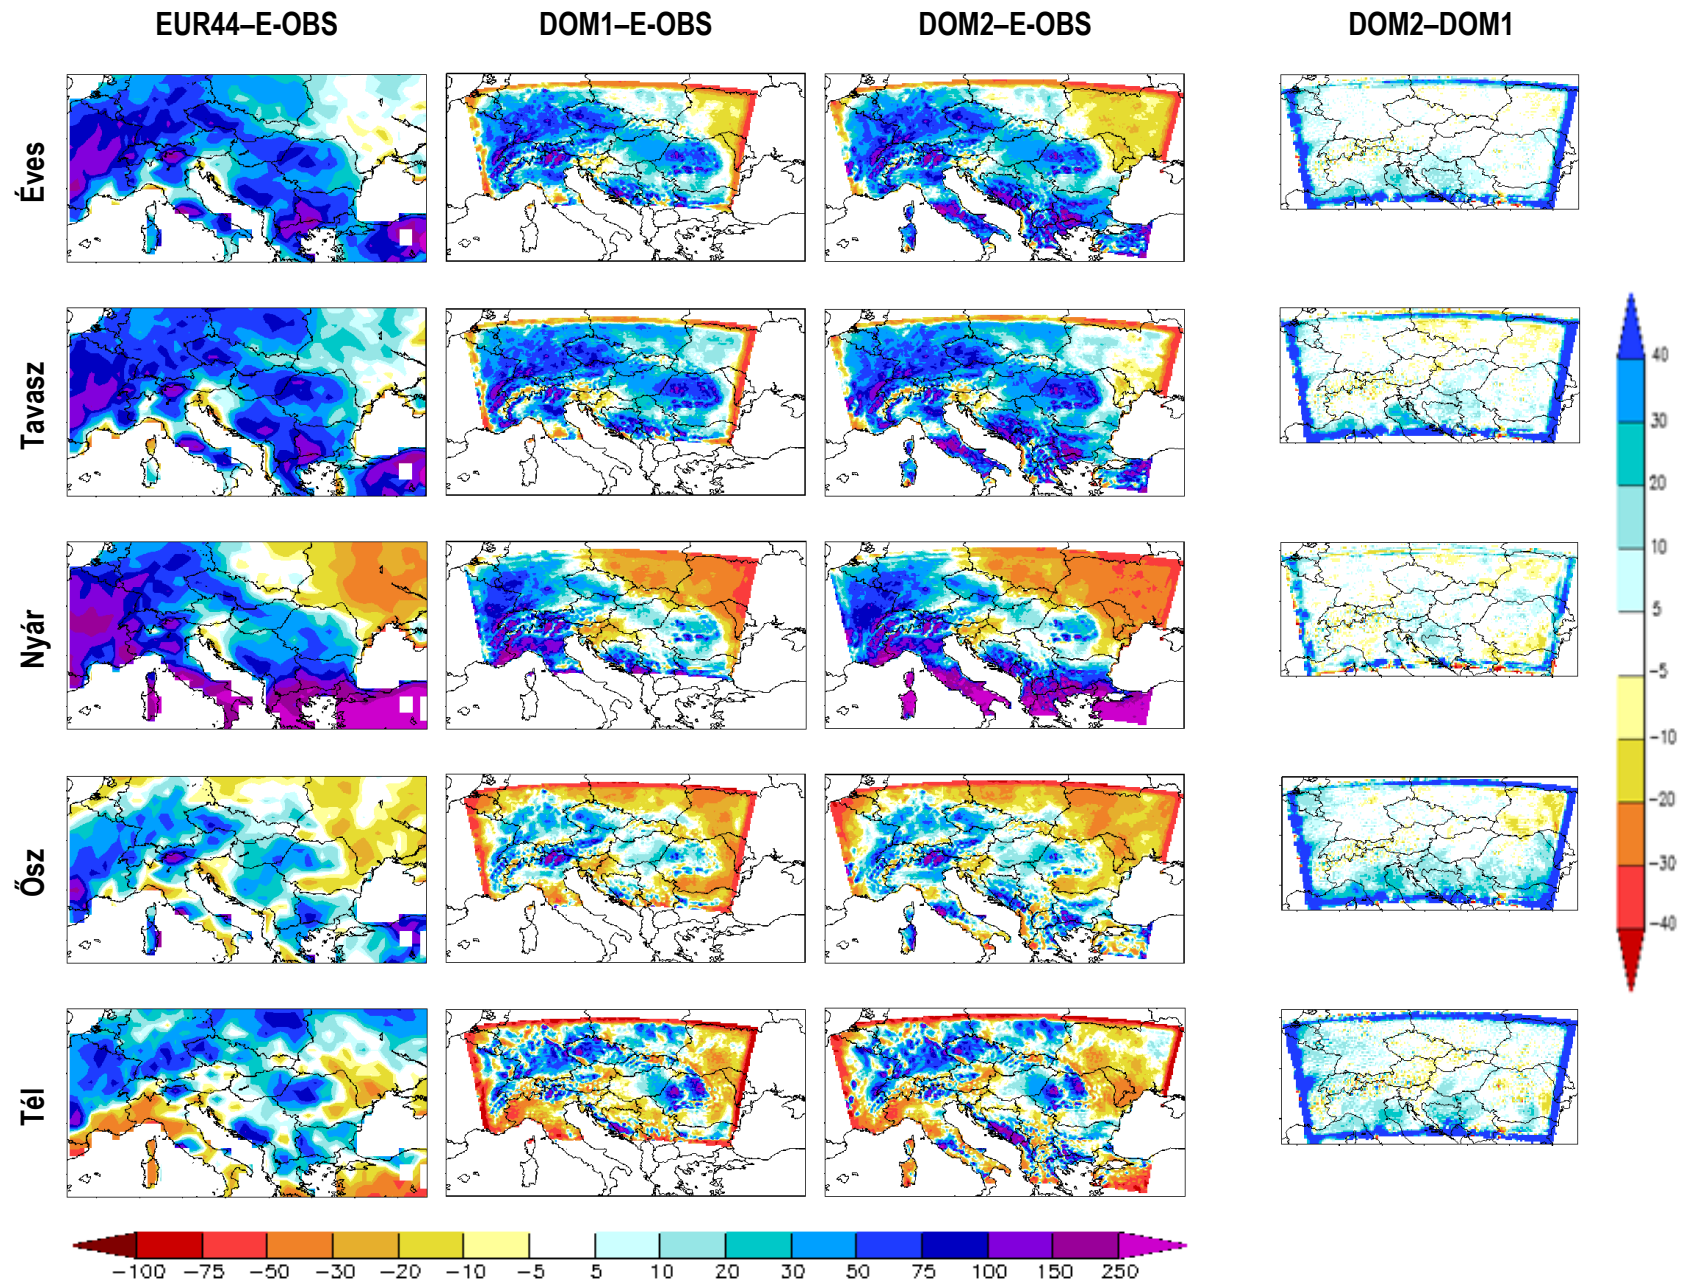 EUR44–E-OBS DOM1–E-OBS DOM2–E-OBS DOM2–DOM1
Éves
Tavasz
Nyár
Ősz
Tél
40
30
20
10
5
−5
−10
−20
−30
−40
−100 −75 −50 −30 −20 −10 −5 5 10 20 30 50 75 100 150 250